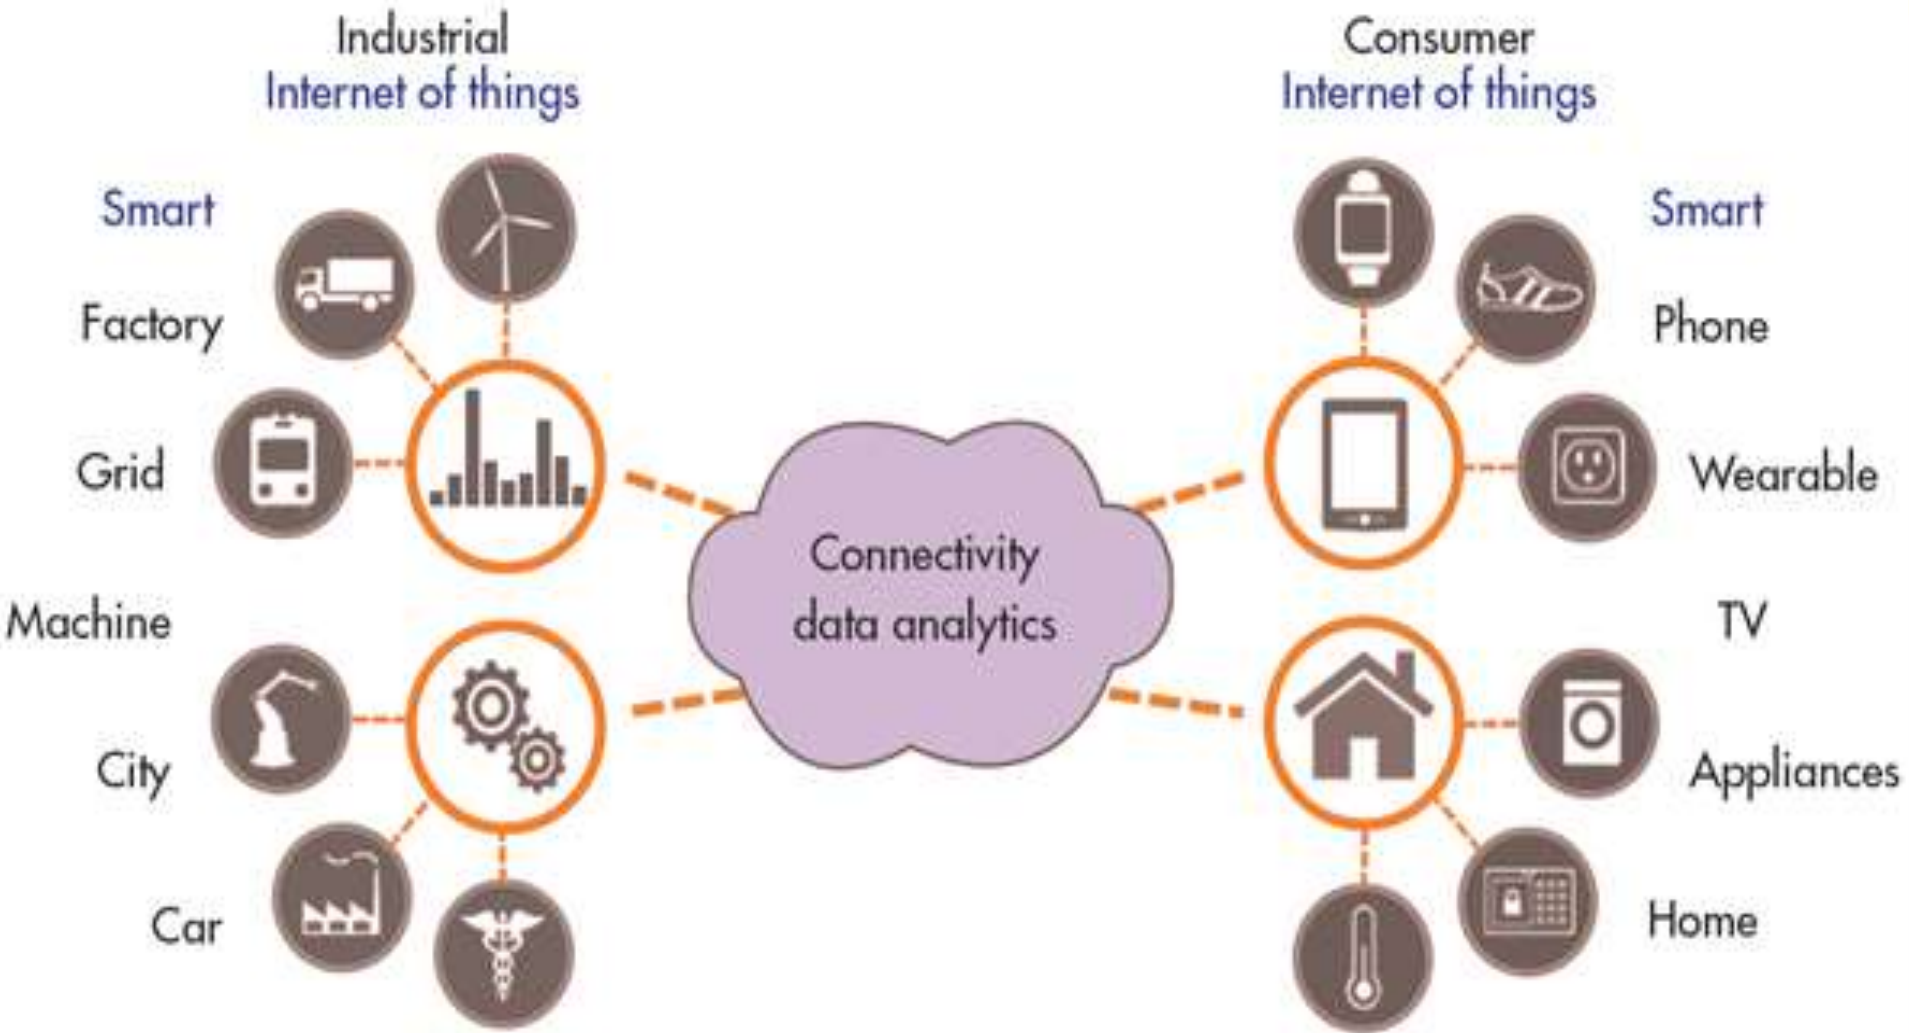 Industrial
Internet of things
Smart
Factory
Grid
Machine
City
Car
Connectivity
data analytics
Consumer
Internet of things
Smart
Phone
Wearable
TV
Appliances
Home